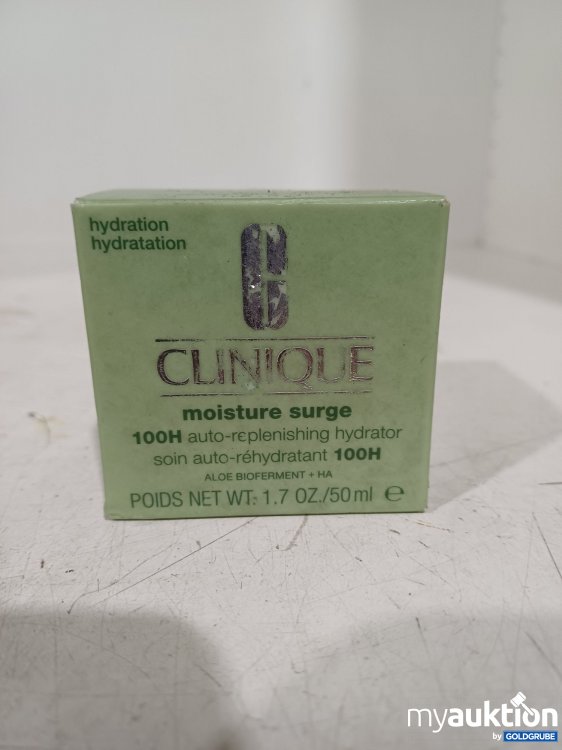 hydration
hydratation
CLINIQUE
moisture surge
100H auto-replenishing hydrator
soin auto-réhydratant 100H
ALOE BIOFERMENT + HA
POIDS NET WT. 1.7 OZ./50 ml ℮
myauktion
by GOLDGRUBE